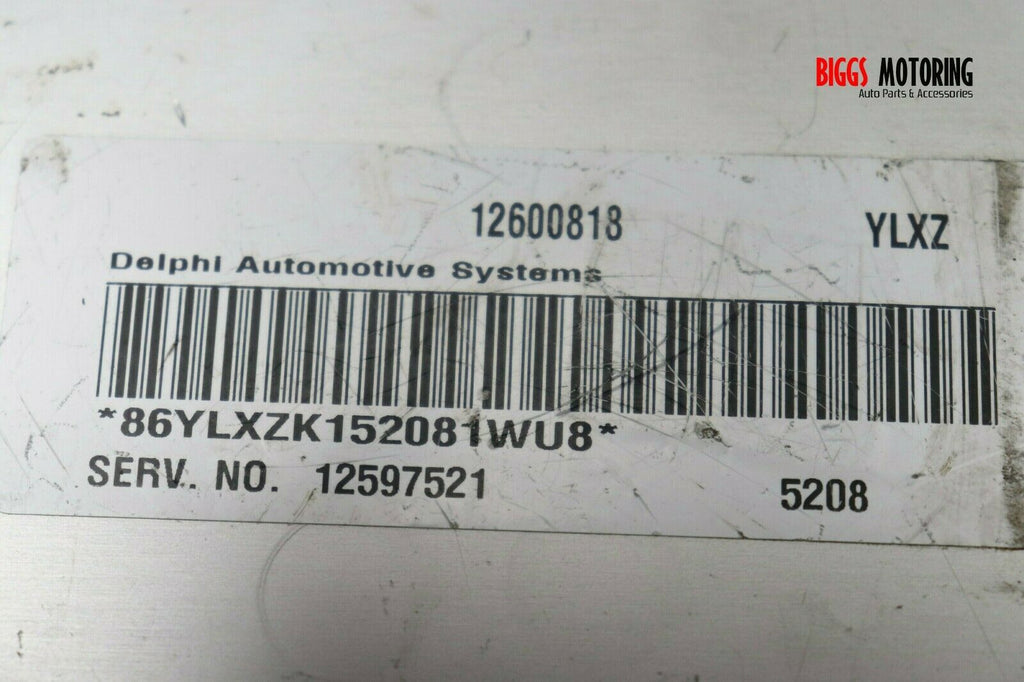 BIGGS MOTORING
Auto Parts & Accessories
12600818 YLXZ
Delphi Automotive Systems
*86YLXZK152081WU8*
SERV. NO. 12597521 5208